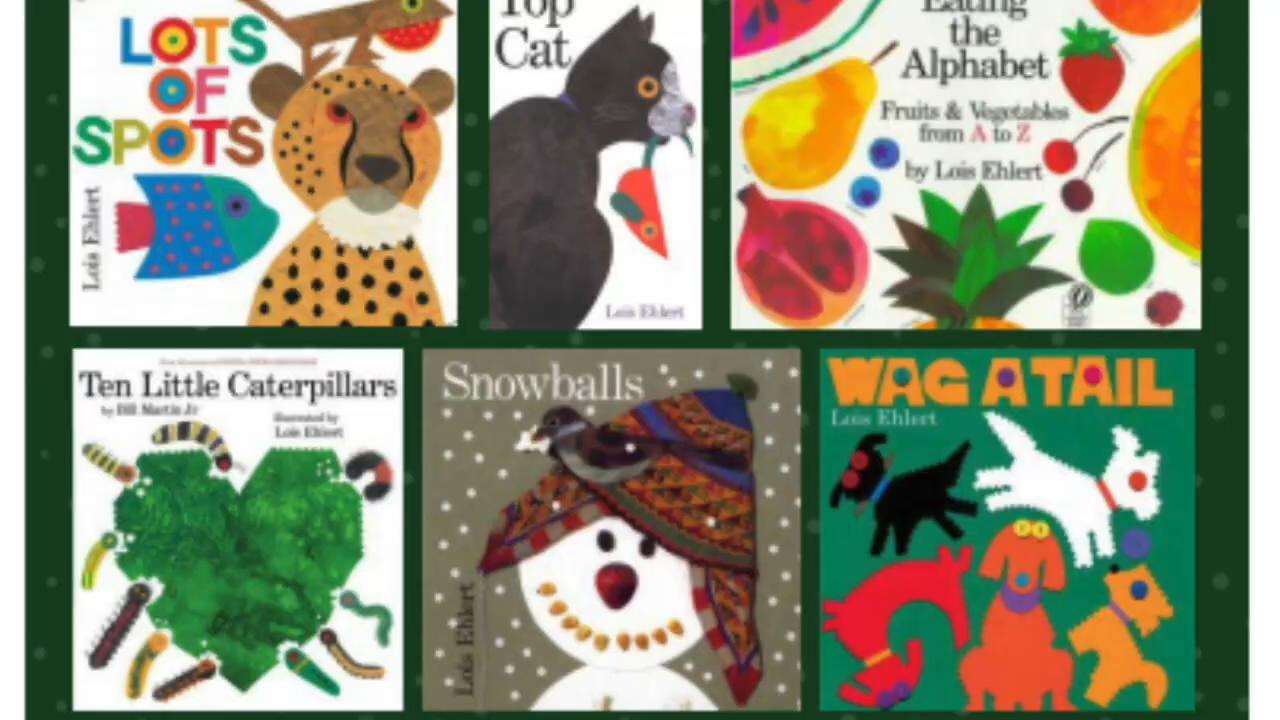 LOTS
OF
SPOTS
Lois Ehlert
Top
Cat
Lois Ehlert
Eating
the
Alphabet
Fruits & Vegetables
from A to Z
by Lois Ehlert
Ten Little Caterpillars
by Bill Martin Jr
Illustrated by
Lois Ehlert
Snowballs
Lois Ehlert
WAG A TAIL
Lois Ehlert